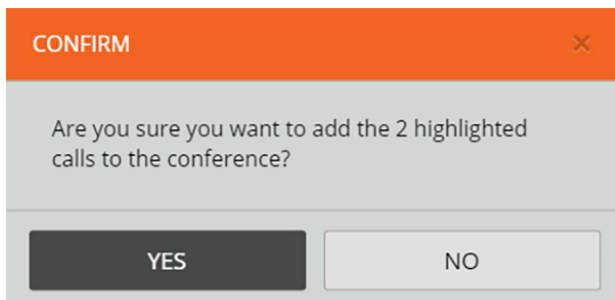 CONFIRM
Are you sure you want to add the 2 highlighted
calls to the conference?
YES
NO